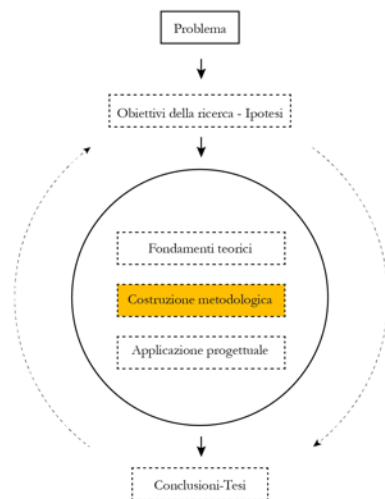 Problema
Obiettivi della ricerca - Ipotesi
Fondamenti teorici
Costruzione metodologica
Applicazione progettuale
Conclusioni-Tesi